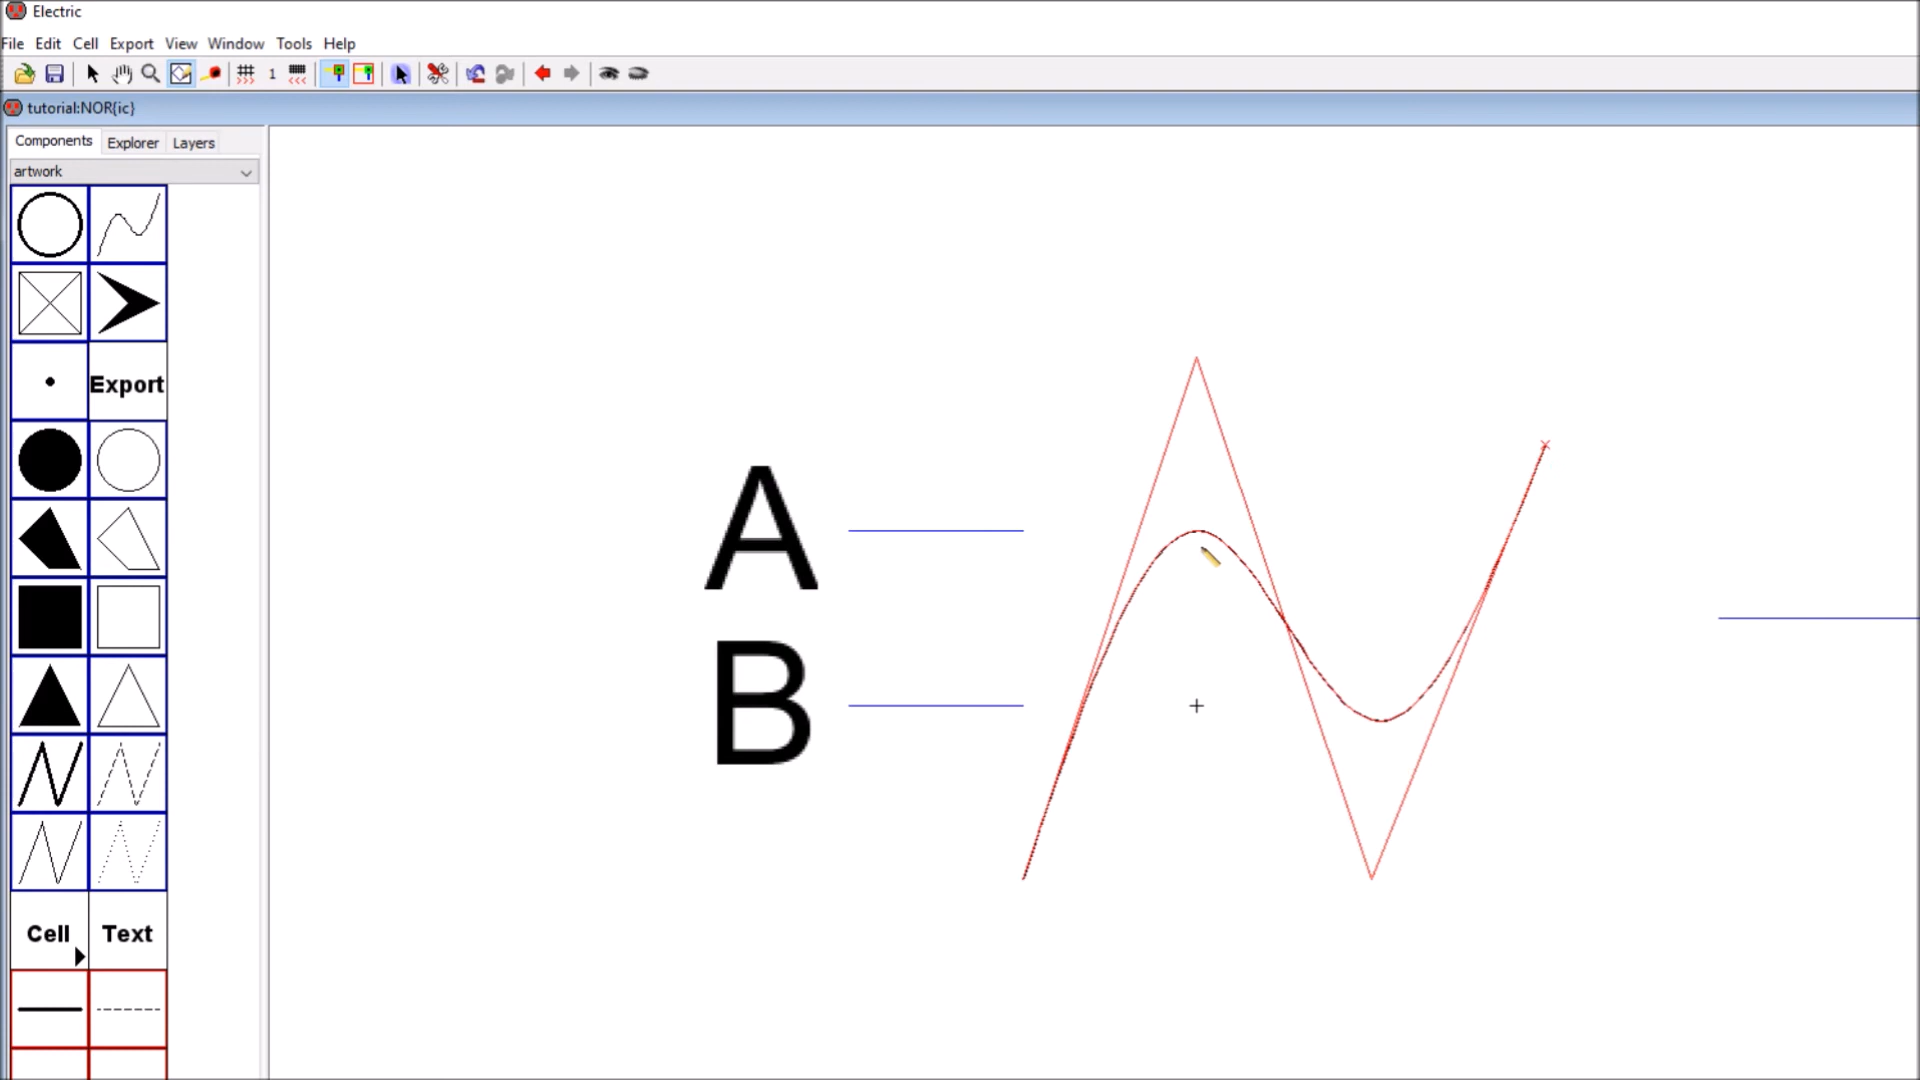 Electric
File Edit Cell Export View Window Tools Help
1
tutorial:NOR{ic}
Components Explorer Layers
artwork
Export
Cell Text
A
B